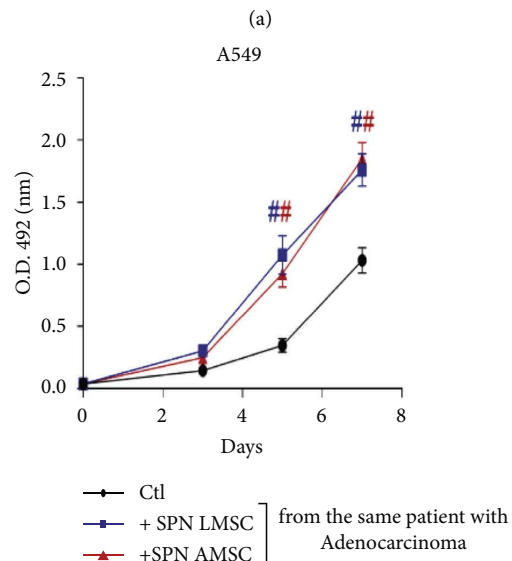 (a)
A549
2.5
2.0
1.5
1.0
0.5
0.0
O.D. 492 (nm)
##
##
0 2 4 6 8
Days
Ctl
+ SPN LMSC
+SPN AMSC
from the same patient with
Adenocarcinoma